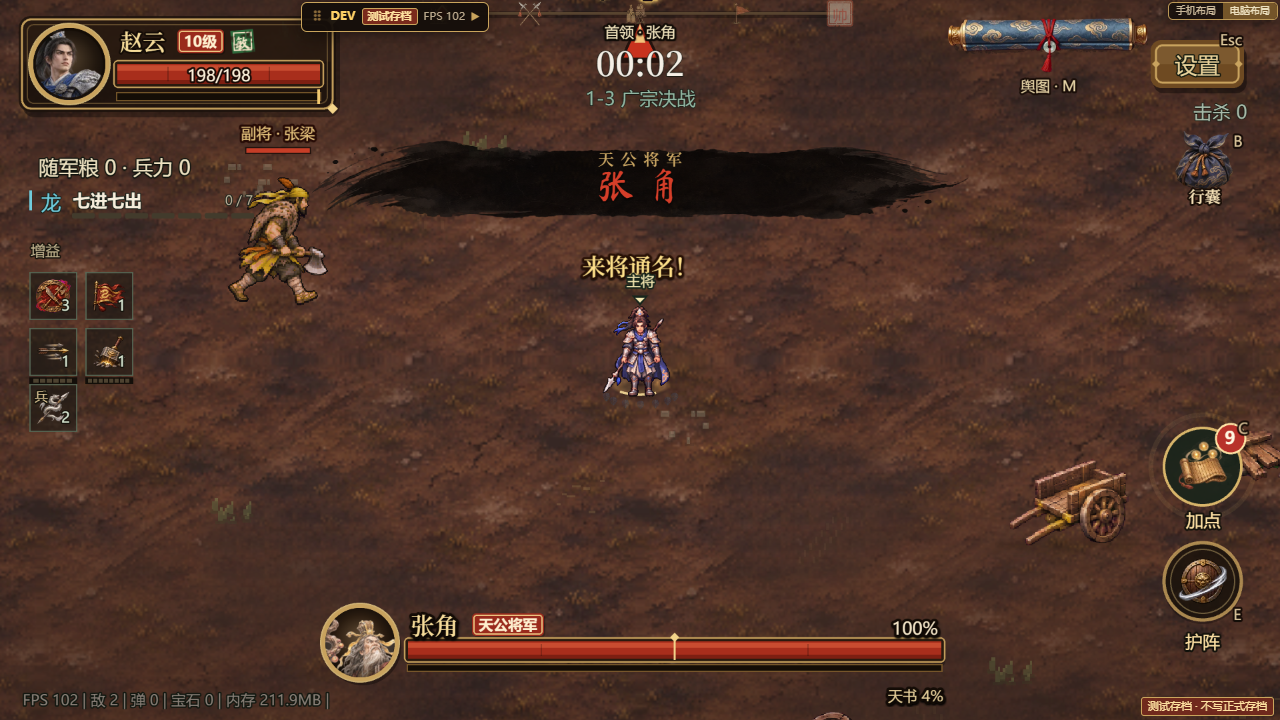 DEV 测试存档 FPS 102 ▶
手机布局 电脑布局
赵云 10级
198/198
首领·张角
00:02
1-3 广宗决战
舆图·M
Esc
设置
击杀 0
B
行囊
副将·张梁
随军粮 0·兵力 0
龙 七进七出 0/7
天公将军
张角
增益
3
1
1
1
兵 2
来将通名!
主将
9
C
加点
E
护阵
张角 天公将军 100%
天书 4%
FPS 102 | 敌 2 | 弹 0 | 宝石 0 | 内存 211.9MB |
测试存档·不写正式存档